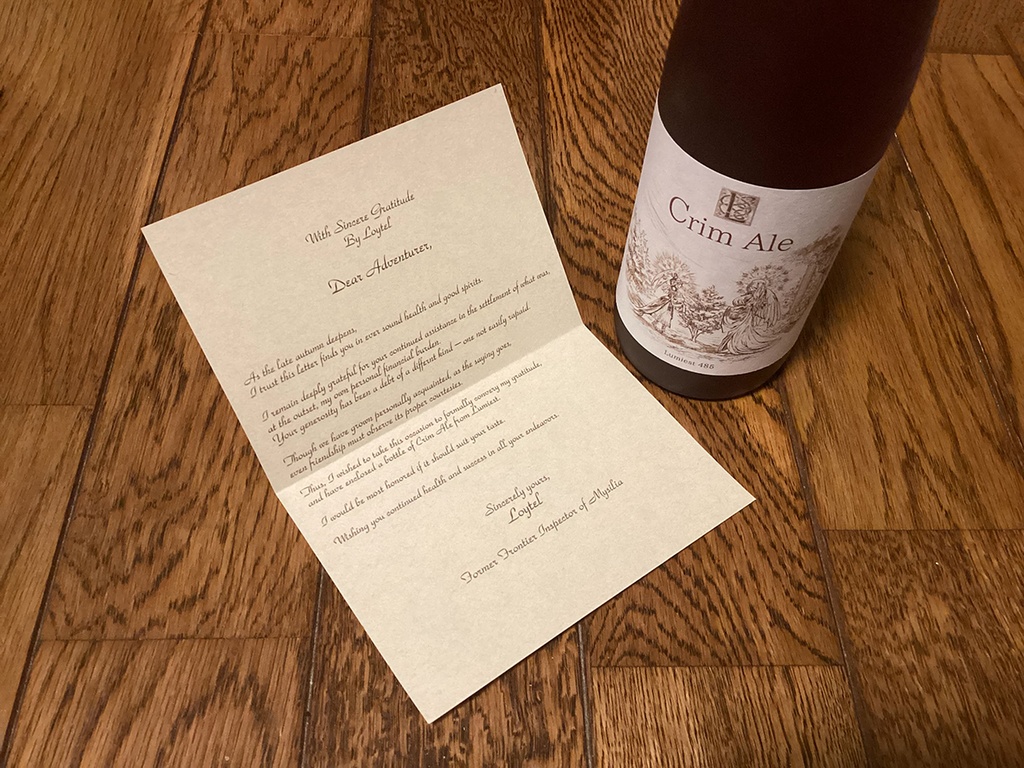 With Sincere Gratitude
By Loytel
Dear Adventurer,
As the late autumn deepens,
I trust this letter finds you in ever sound health and good spirits.
I remain deeply grateful for your continued assistance in the settlement of what was,
at the outset, my own personal financial burden.
Your generosity has been a debt of a differnt kind — one not easily rapaid.
Though we have grown personally acquainted, as the saying goes,
even friendship must observe its proper courtesies.
Thus, I wished to take this occasion to formally convery my gratitude,
and have enclosed a bottle of Crim Ale from Lumiest.
I would be most honored if it should suit your taste.
Wishing you continued health and success in all your endeavors.
Sincerely yours,
Loytel
Former Frontier Inspector of Mysilia
L
Crim Ale
Lumiest 485